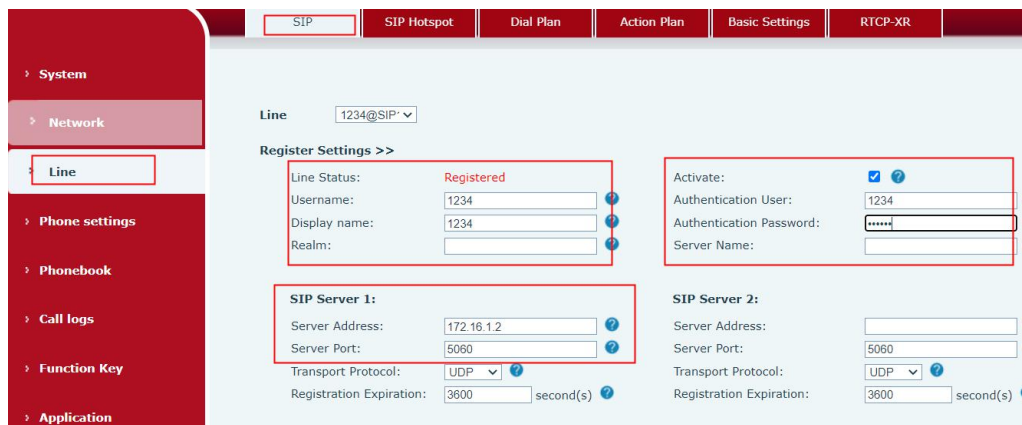 SIP SIP Hotspot Dial Plan Action Plan Basic Settings RTCP-XR
› System
› Network
› Line
› Phone settings
› Phonebook
› Call logs
› Function Key
› Application
Line 1234@SIP1
Register Settings >>
Line Status: Registered
Username: 1234 ?
Display name: 1234 ?
Realm: ?
Activate: ?
Authentication User: 1234
Authentication Password: ••••••
Server Name:
SIP Server 1:
Server Address: 172.16.1.2 ?
Server Port: 5060 ?
Transport Protocol: UDP ?
Registration Expiration: 3600 second(s) ?
SIP Server 2:
Server Address:
Server Port: 5060
Transport Protocol: UDP ?
Registration Expiration: 3600 second(s)